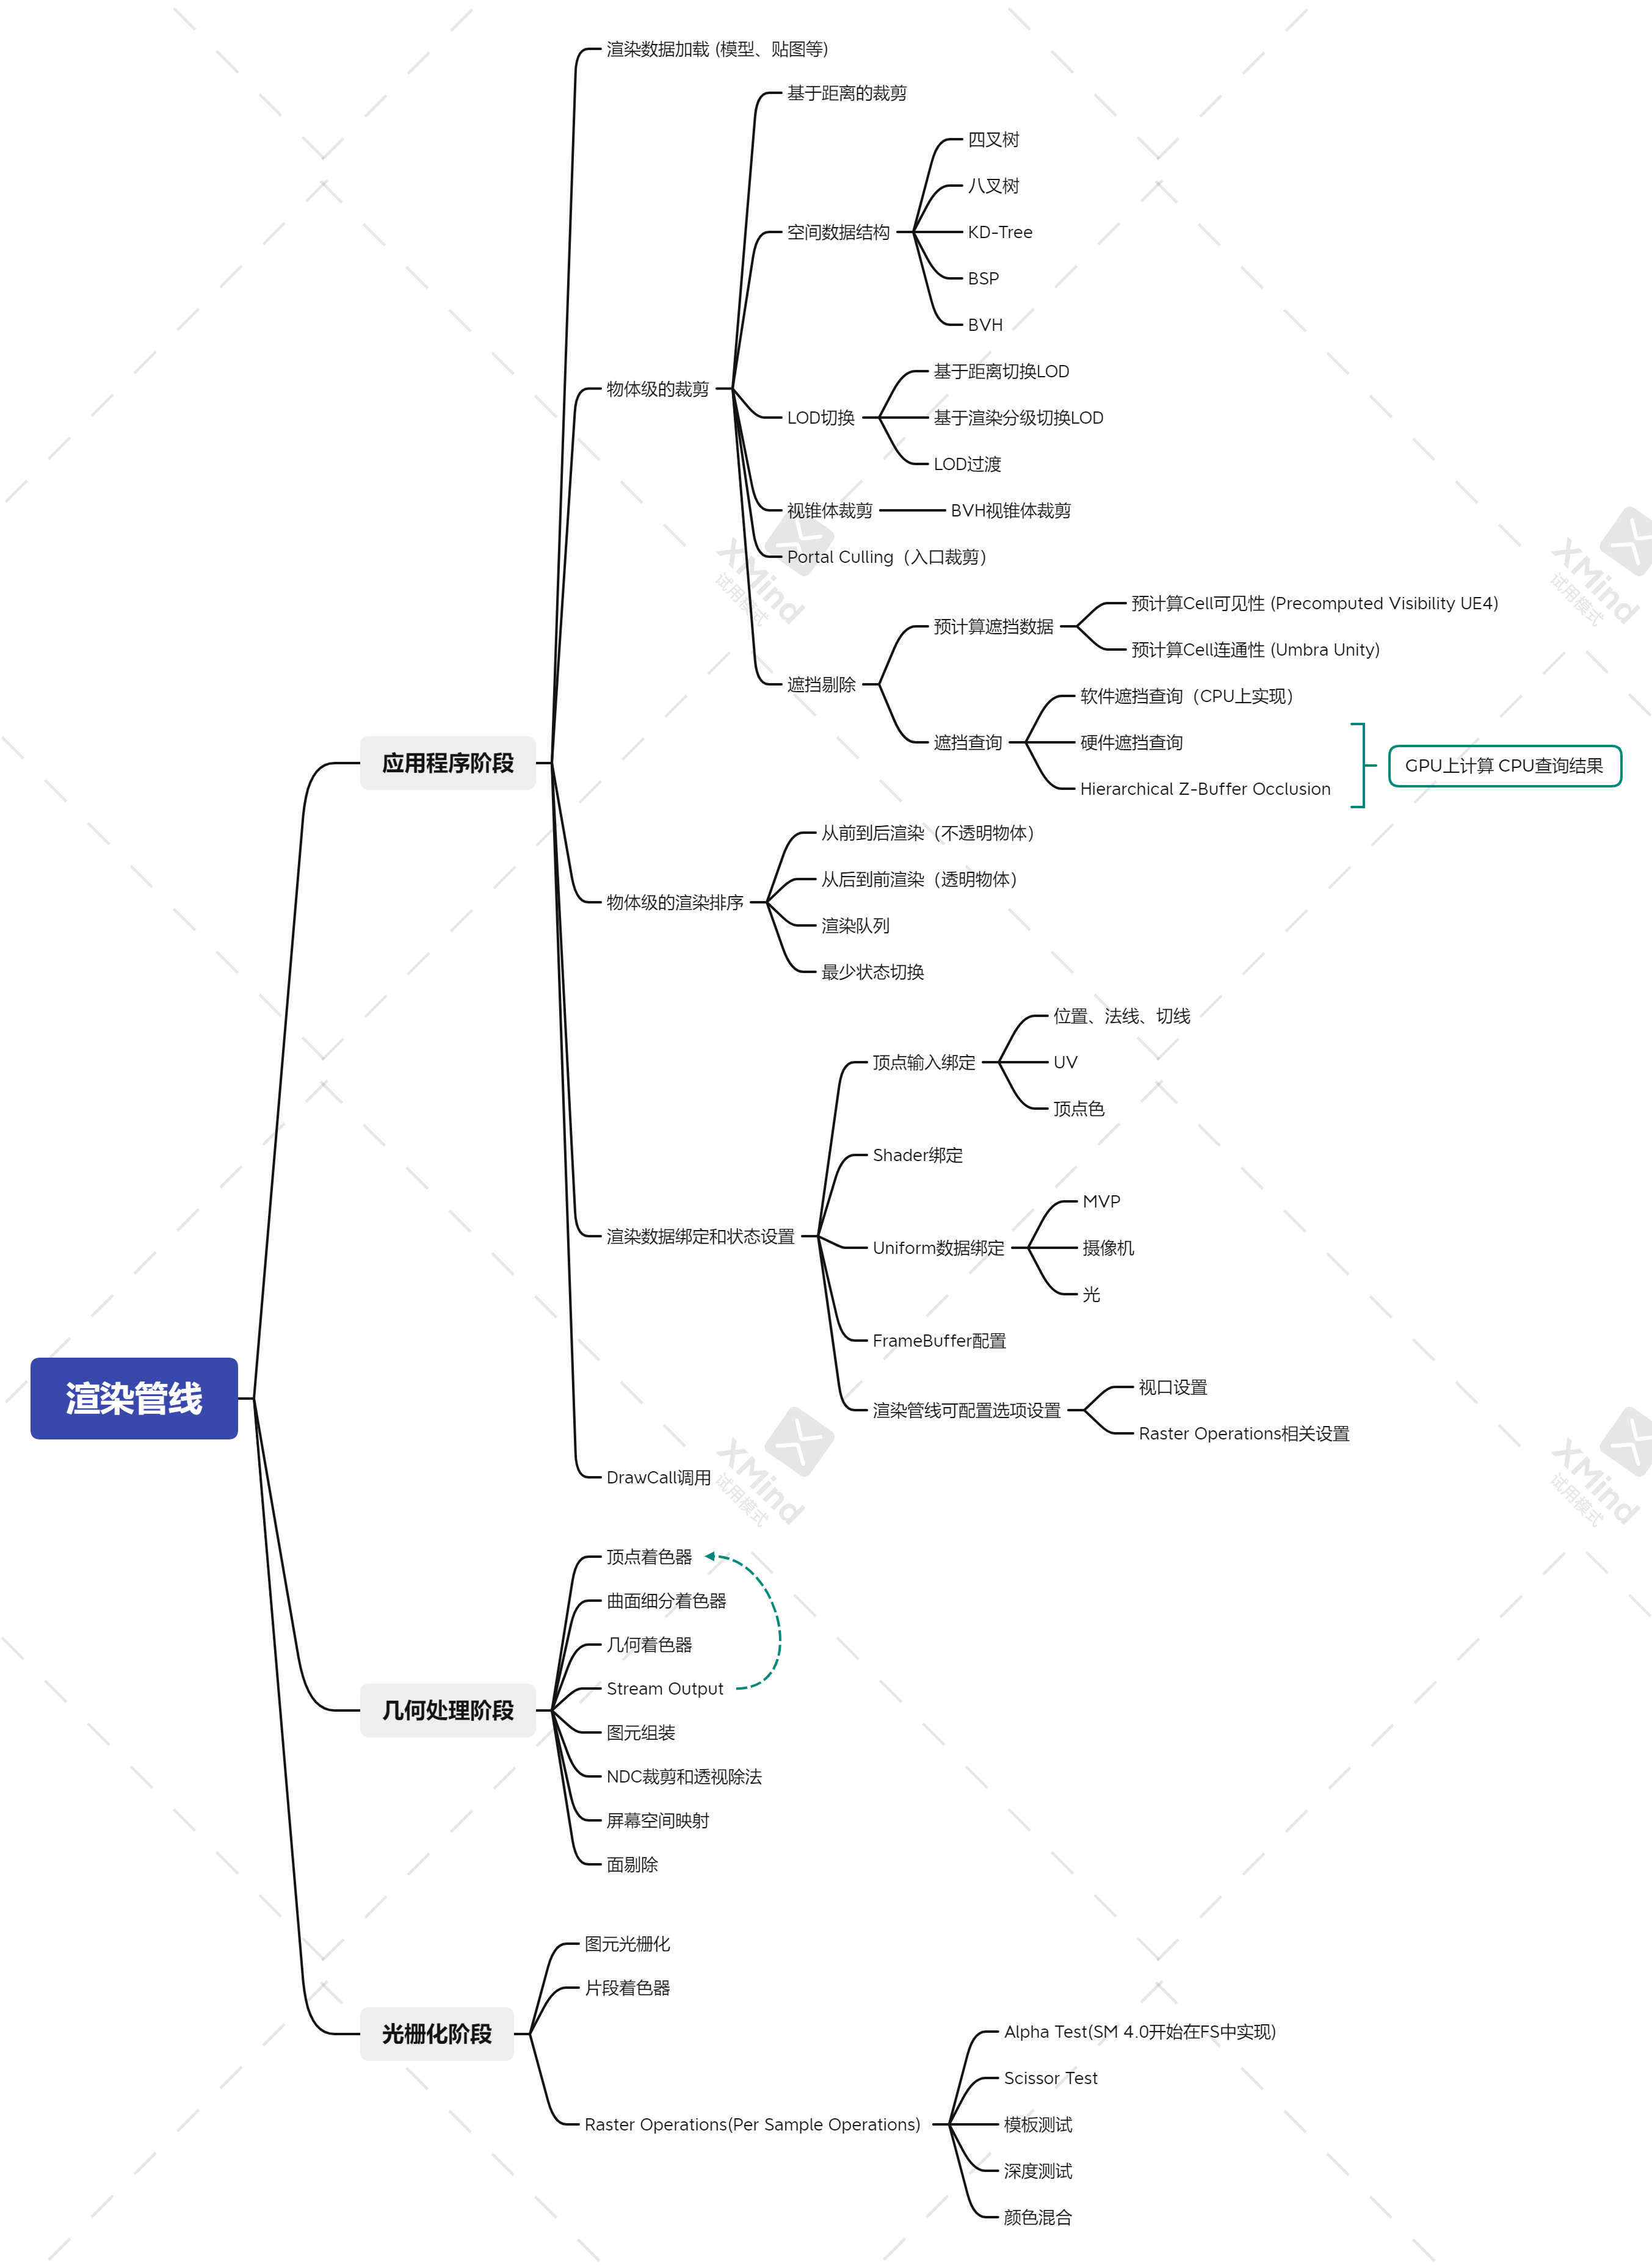 渲染管线
应用程序阶段
渲染数据加载 (模型、贴图等)
物体级的裁剪
基于距离的裁剪
空间数据结构
四叉树
八叉树
KD-Tree
BSP
BVH
LOD切换
基于距离切换LOD
基于渲染分级切换LOD
LOD过渡
视锥体裁剪
BVH视锥体裁剪
Portal Culling（入口裁剪）
遮挡剔除
预计算遮挡数据
预计算Cell可见性 (Precomputed Visibility UE4)
预计算Cell连通性 (Umbra Unity)
遮挡查询
软件遮挡查询（CPU上实现）
硬件遮挡查询
Hierarchical Z-Buffer Occlusion
GPU上计算 CPU查询结果
物体级的渲染排序
从前到后渲染（不透明物体）
从后到前渲染（透明物体）
渲染队列
最少状态切换
渲染数据绑定和状态设置
顶点输入绑定
位置、法线、切线
UV
顶点色
Shader绑定
Uniform数据绑定
MVP
摄像机
光
FrameBuffer配置
渲染管线可配置选项设置
视口设置
Raster Operations相关设置
DrawCall调用
几何处理阶段
顶点着色器
曲面细分着色器
几何着色器
Stream Output
图元组装
NDC裁剪和透视除法
屏幕空间映射
面剔除
光栅化阶段
图元光栅化
片段着色器
Raster Operations(Per Sample Operations)
Alpha Test(SM 4.0开始在FS中实现)
Scissor Test
模板测试
深度测试
颜色混合
XMind
试用模式
XMind
试用模式
XMind
试用模式
XMind
试用模式